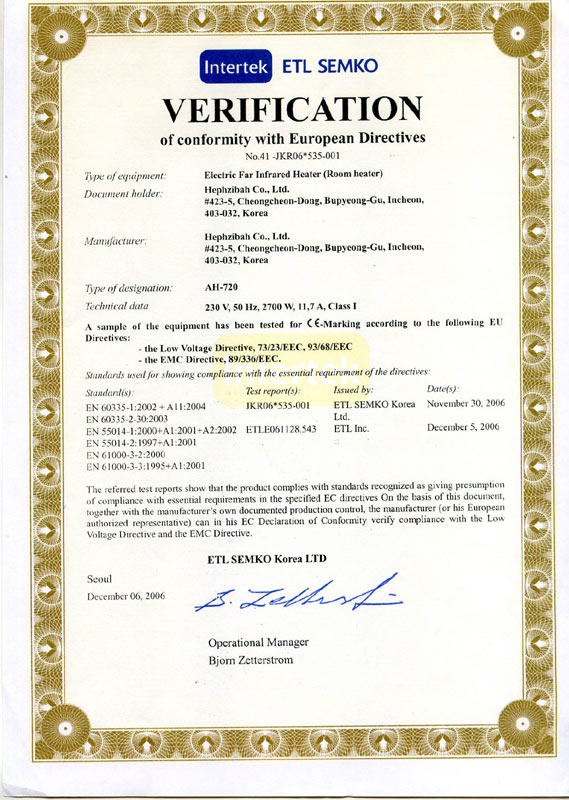 Intertek ETL SEMKO
VERIFICATION
of conformity with European Directives
No.41 -JKR06*535-001
Type of equipment: Electric Far Infrared Heater (Room heater)
Document holder: Hephzibah Co., Ltd.
#423-5, Cheongcheon-Dong, Bupyeong-Gu, Incheon,
403-032, Korea
Manufacturer: Hephzibah Co., Ltd.
#423-5, Cheongcheon-Dong, Bupyeong-Gu, Incheon,
403-032, Korea
Type of designation: AH-720
Technical data 230 V, 50 Hz, 2700 W, 11,7 A, Class I
A sample of the equipment has been tested for CE-Marking according to the following EU
Directives:
- the Low Voltage Directive, 73/23/EEC, 93/68/EEC
- the EMC Directive, 89/336/EEC.
Standards used for showing compliance with the essential requirement of the directives:
Standard(s): Test report(s): Issued by: Date(s):
EN 60335-1:2002 + A11:2004 JKR06*535-001 ETL SEMKO Korea November 30, 2006
EN 60335-2-30:2003 Ltd.
EN 55014-1:2000+A1:2001+A2:2002 ETLE061128.543 ETL Inc. December 5, 2006
EN 55014-2:1997+A1:2001
EN 61000-3-2:2000
EN 61000-3-3:1995+A1:2001
The referred test reports show that the product complies with standards recognized as giving presumption
of compliance with essential requirements in the specified EC directives On the basis of this document,
together with the manufacturer's own documented production control, the manufacturer (or his European
authorized representative) can in his EC Declaration of Conformity verify compliance with the Low
Voltage Directive and the EMC Directive.
ETL SEMKO Korea LTD
Seoul
December 06, 2006
B. Zetterstrom
Operational Manager
Bjorn Zetterstrom